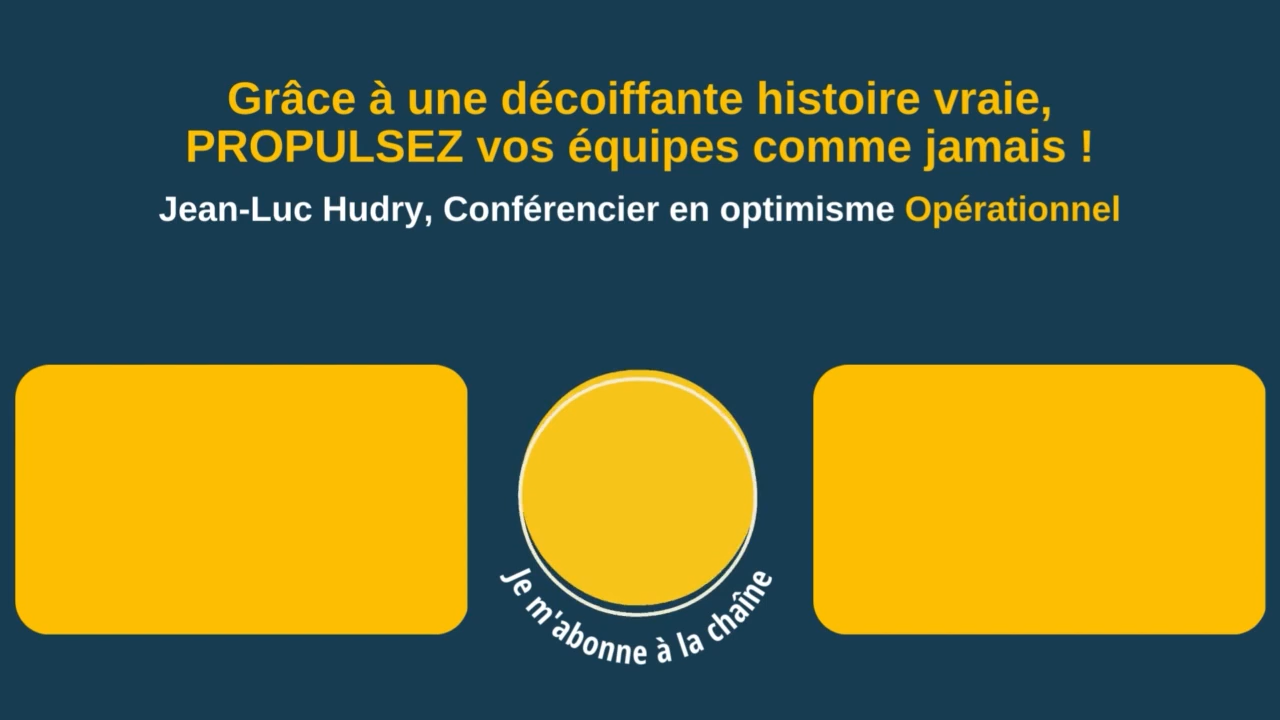 Grâce à une décoiffante histoire vraie,
PROPULSEZ vos équipes comme jamais !
Jean-Luc Hudry, Conférencier en optimisme Opérationnel
Je m'abonne à la chaîne